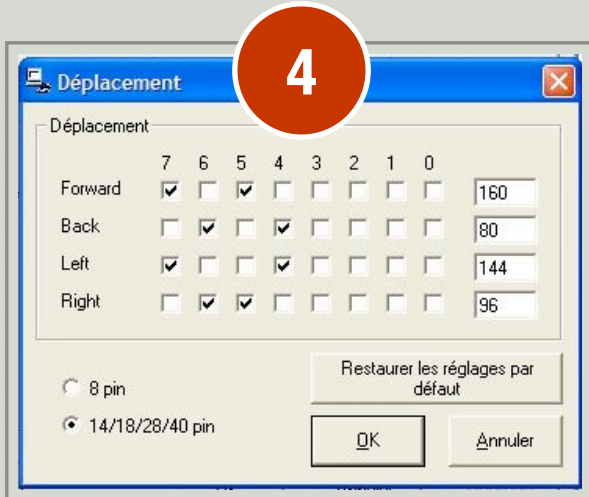 4
Déplacement
Déplacement
7 6 5 4 3 2 1 0
Forward 160
Back 80
Left 144
Right 96
8 pin
14/18/28/40 pin
Restaurer les réglages par
défaut
OK
Annuler